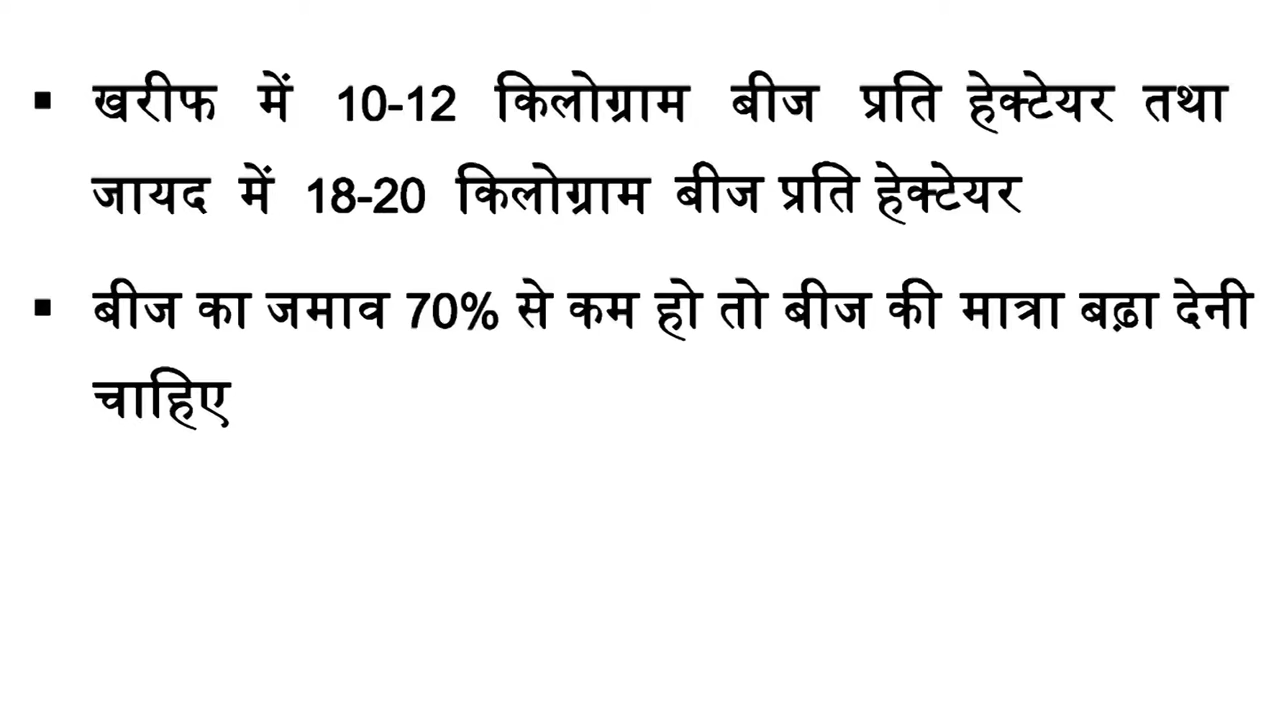 ▪ खरीफ में 10-12 किलोग्राम बीज प्रति हेक्टेयर तथा
जायद में 18-20 किलोग्राम बीज प्रति हेक्टेयर
▪ बीज का जमाव 70% से कम हो तो बीज की मात्रा बढ़ा देनी
चाहिए